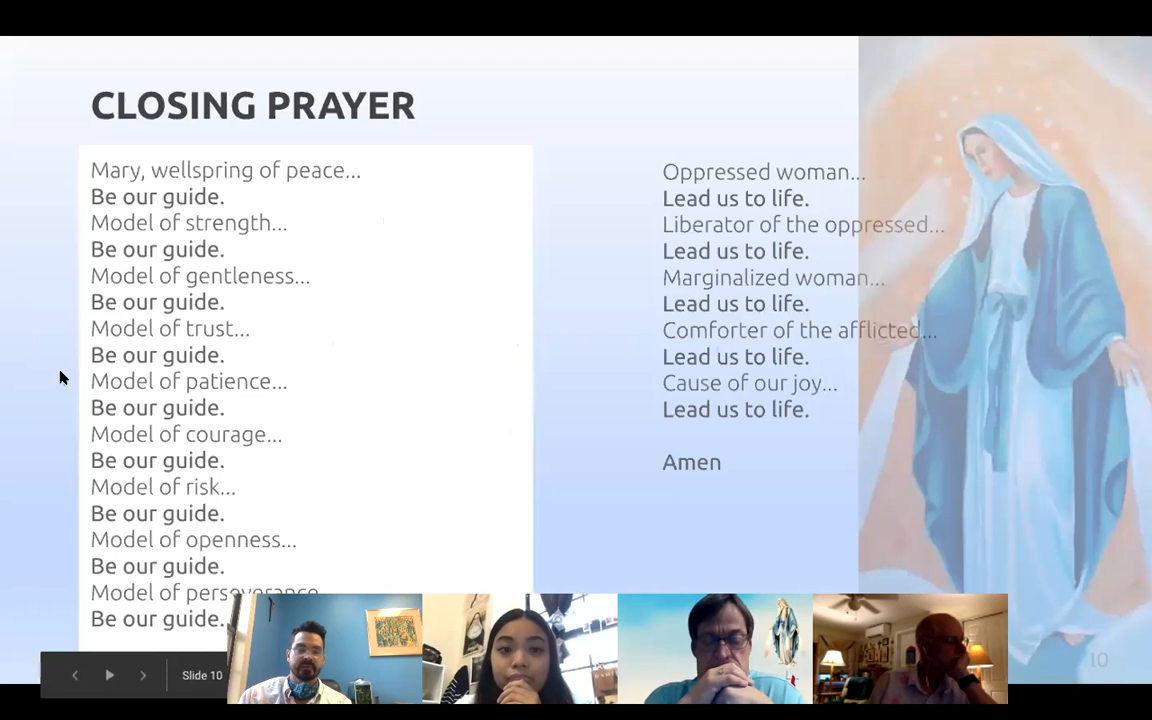 CLOSING PRAYER
Mary, wellspring of peace...
Be our guide.
Model of strength...
Be our guide.
Model of gentleness...
Be our guide.
Model of trust...
Be our guide.
Model of patience...
Be our guide.
Model of courage...
Be our guide.
Model of risk...
Be our guide.
Model of openness...
Be our guide.
Model of perseverance
Be our guide.
Oppressed woman...
Lead us to life.
Liberator of the oppressed...
Lead us to life.
Marginalized woman...
Lead us to life.
Comforter of the afflicted...
Lead us to life.
Cause of our joy...
Lead us to life.
Amen
10
Slide 10